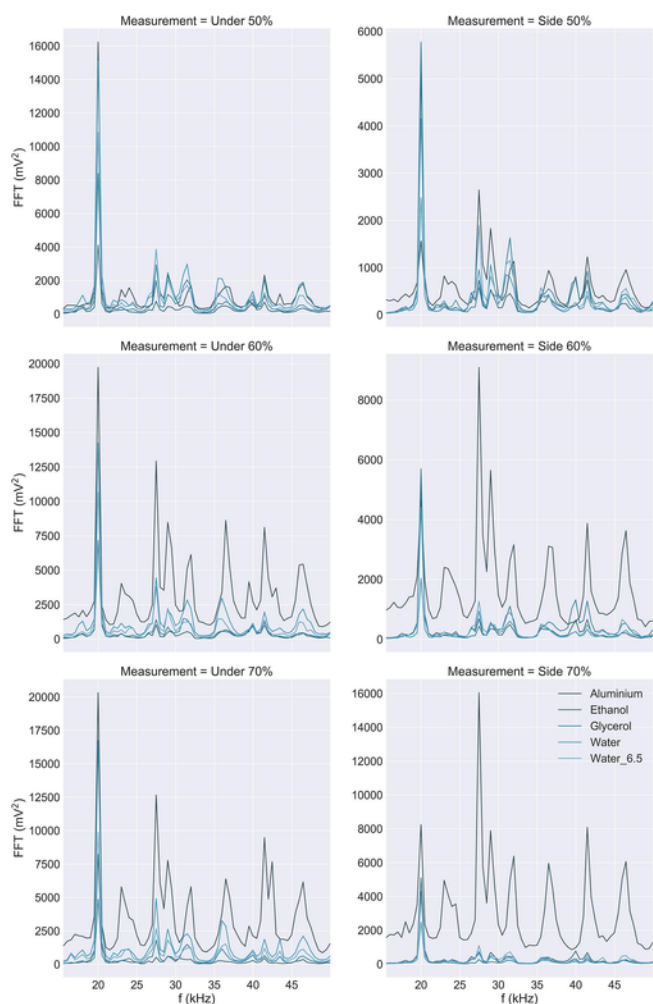 Measurement = Under 50%
Measurement = Side 50%
FFT (mV²)
16000
14000
12000
10000
8000
6000
4000
2000
0
6000
5000
4000
3000
2000
1000
0
Measurement = Under 60%
Measurement = Side 60%
FFT (mV²)
20000
17500
15000
12500
10000
7500
5000
2500
0
8000
6000
4000
2000
0
Measurement = Under 70%
Measurement = Side 70%
FFT (mV²)
20000
17500
15000
12500
10000
7500
5000
2500
0
16000
14000
12000
10000
8000
6000
4000
2000
0
Aluminium
Ethanol
Glycerol
Water
Water_6.5
20 25 30 35 40 45
20 25 30 35 40 45
f (kHz)
f (kHz)